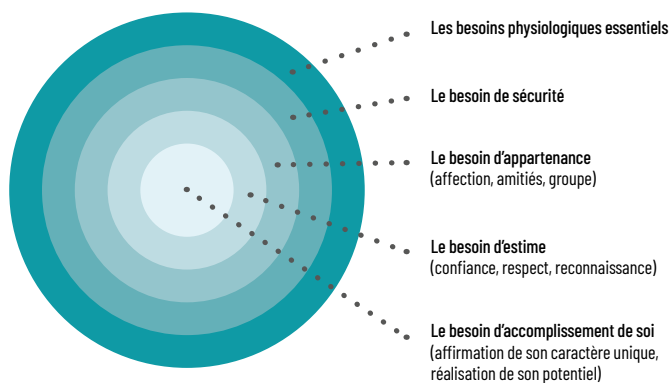 Les besoins physiologiques essentiels
Le besoin de sécurité
Le besoin d'appartenance
(affection, amitiés, groupe)
Le besoin d'estime
(confiance, respect, reconnaissance)
Le besoin d'accomplissement de soi
(affirmation de son caractère unique,
réalisation de son potentiel)